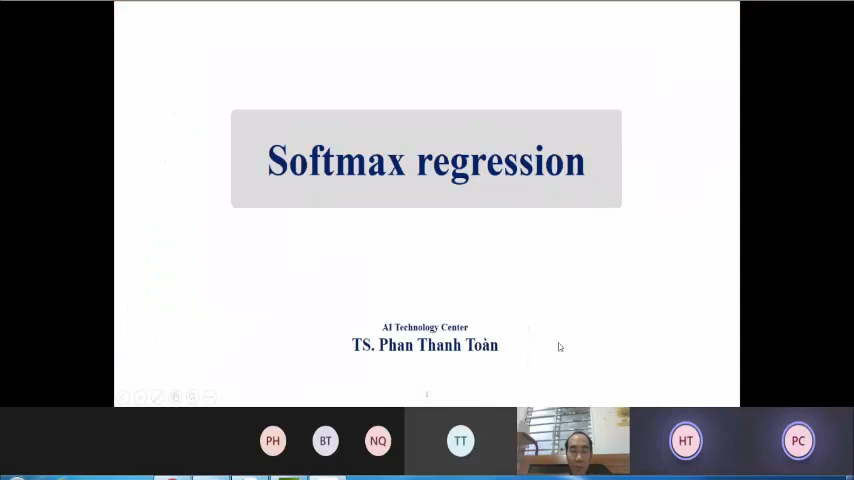 Softmax regression
AI Technology Center
TS. Phan Thanh Toàn
1
PH
BT
NQ
TT
HT
PC